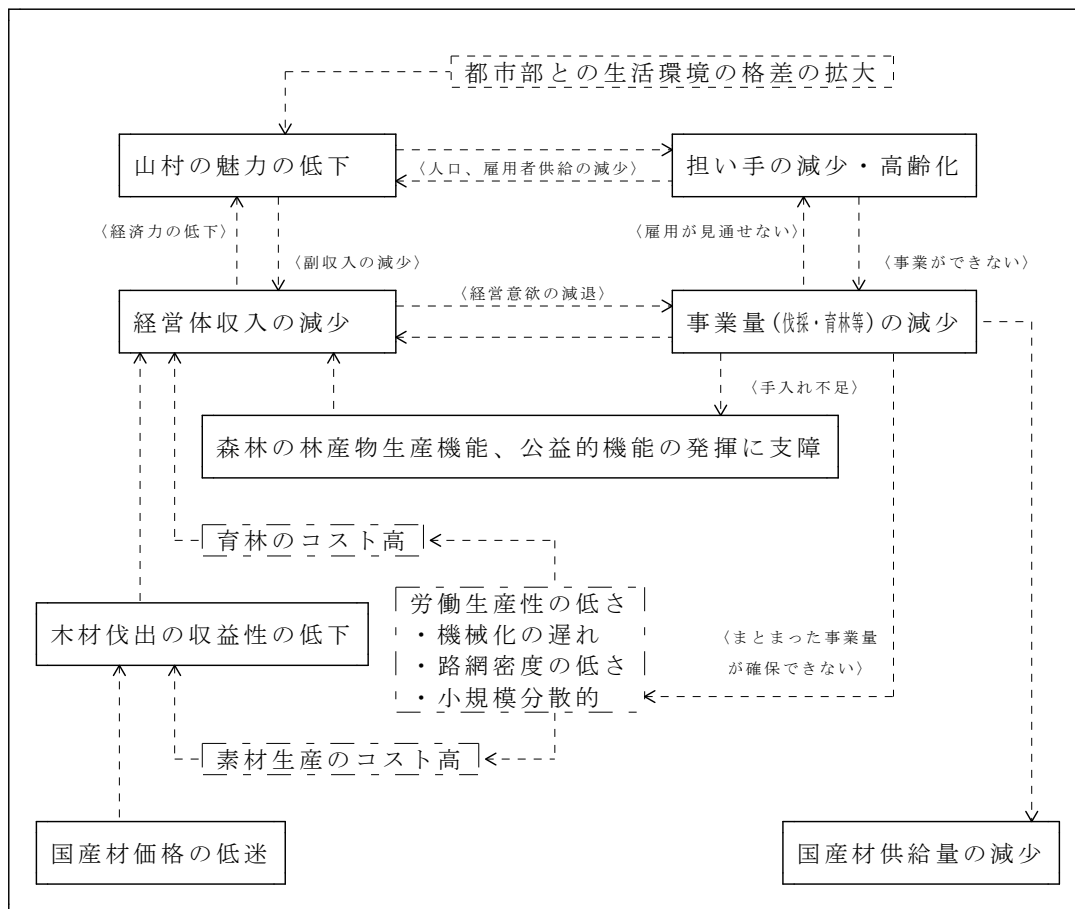 都市部との生活環境の格差の拡大
山村の魅力の低下
〈人口、雇用者供給の減少〉
担い手の減少・高齢化
〈経済力の低下〉
〈副収入の減少〉
〈雇用が見通せない〉
〈事業ができない〉
経営体収入の減少
〈経営意欲の減退〉
事業量(伐採・育林等)の減少
〈手入れ不足〉
森林の林産物生産機能、公益的機能の発揮に支障
育林のコスト高
労働生産性の低さ
・機械化の遅れ
・路網密度の低さ
・小規模分散的
木材伐出の収益性の低下
〈まとまった事業量
が確保できない〉
素材生産のコスト高
国産材価格の低迷
国産材供給量の減少